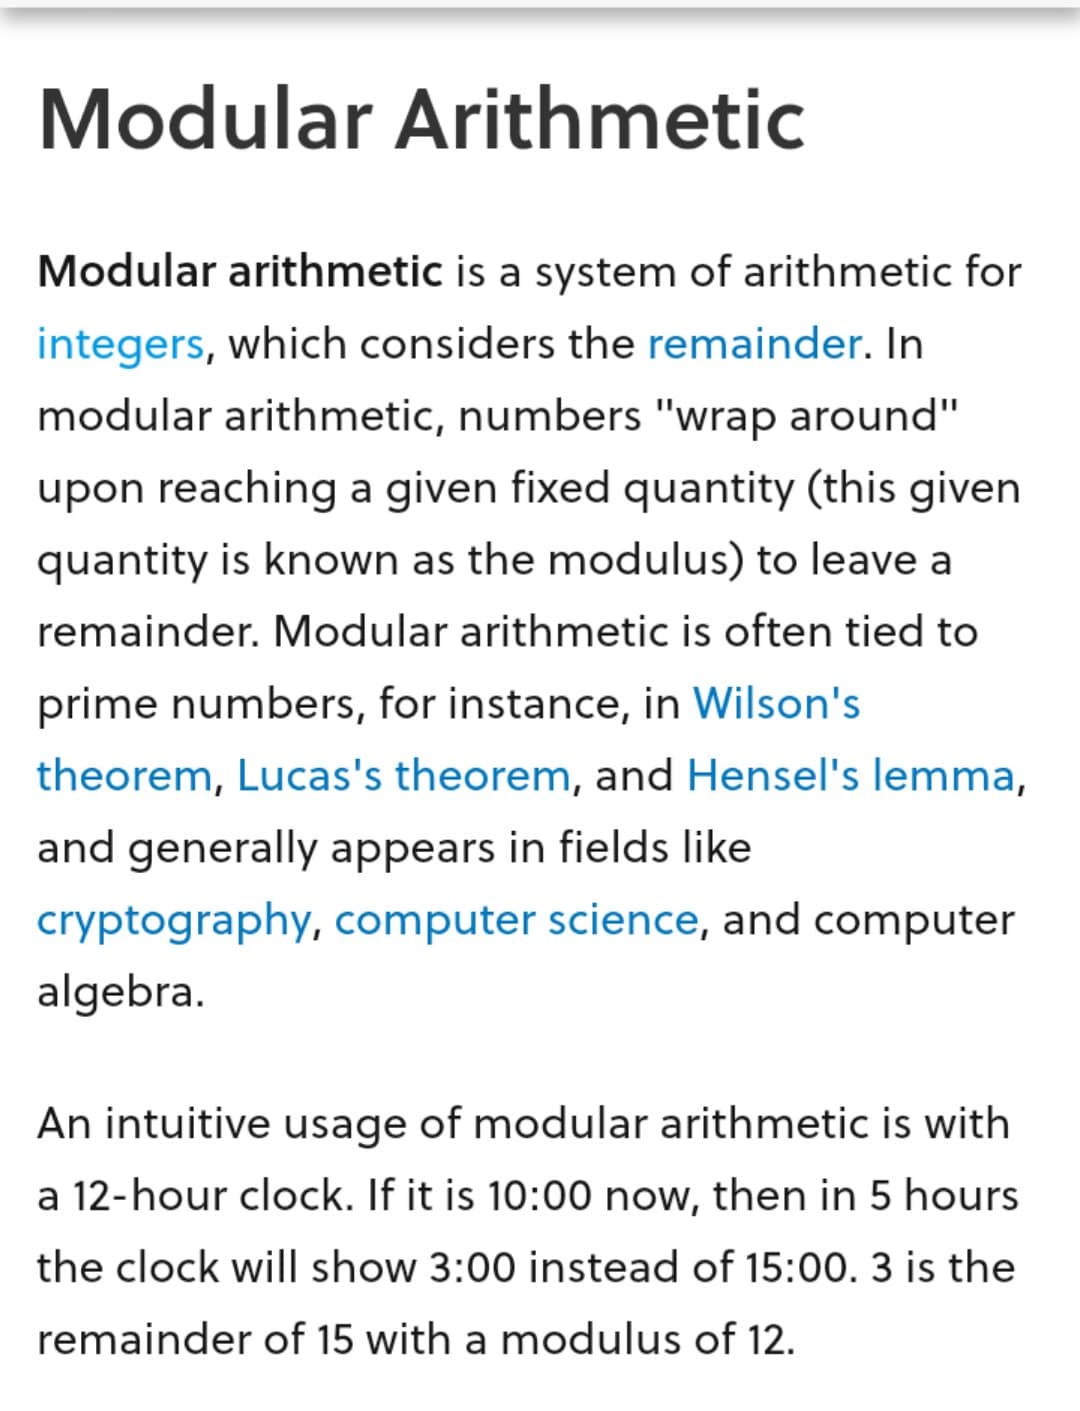 Modular Arithmetic
Modular arithmetic is a system of arithmetic for
integers, which considers the remainder. In
modular arithmetic, numbers "wrap around"
upon reaching a given fixed quantity (this given
quantity is known as the modulus) to leave a
remainder. Modular arithmetic is often tied to
prime numbers, for instance, in Wilson's
theorem, Lucas's theorem, and Hensel's lemma,
and generally appears in fields like
cryptography, computer science, and computer
algebra.
An intuitive usage of modular arithmetic is with
a 12-hour clock. If it is 10:00 now, then in 5 hours
the clock will show 3:00 instead of 15:00. 3 is the
remainder of 15 with a modulus of 12.